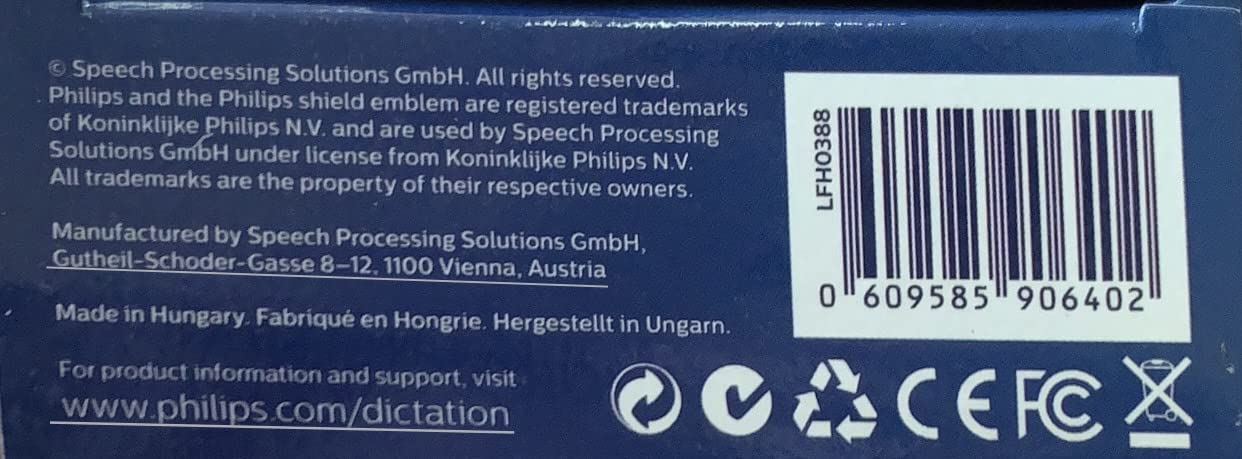 © Speech Processing Solutions GmbH. All rights reserved.
Philips and the Philips shield emblem are registered trademarks
of Koninklijke Philips N.V. and are used by Speech Processing
Solutions GmbH under license from Koninklijke Philips N.V.
All trademarks are the property of their respective owners.
Manufactured by Speech Processing Solutions GmbH,
Gutheil-Schoder-Gasse 8–12, 1100 Vienna, Austria
Made in Hungary. Fabriqué en Hongrie. Hergestellt in Ungarn.
For product information and support, visit
www.philips.com/dictation
LFH0388
0 609585 906402
CE FC